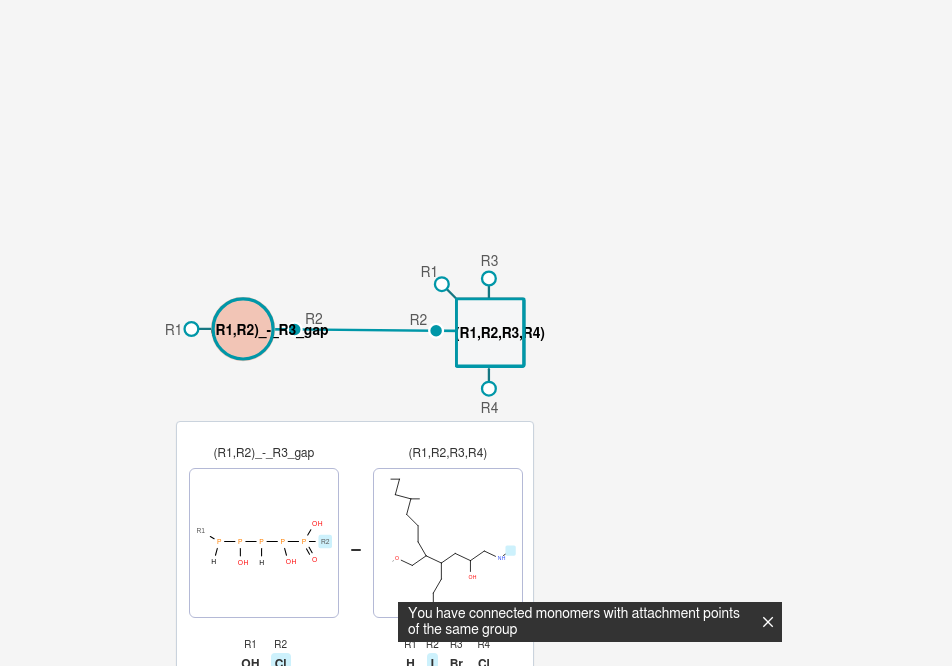 R3
R1
R2
R2
R1
R1,R2)_-_R3_gap
(R1,R2,R3,R4)
R4
(R1,R2)_-_R3_gap
(R1,R2,R3,R4)
R1
P
P
P
P
P
OH
R2
H
OH
H
OH
O
O
NH
OH
You have connected monomers with attachment points
of the same group
R1 R2
R1 R2 R3 R4
OH Cl
H I Br Cl